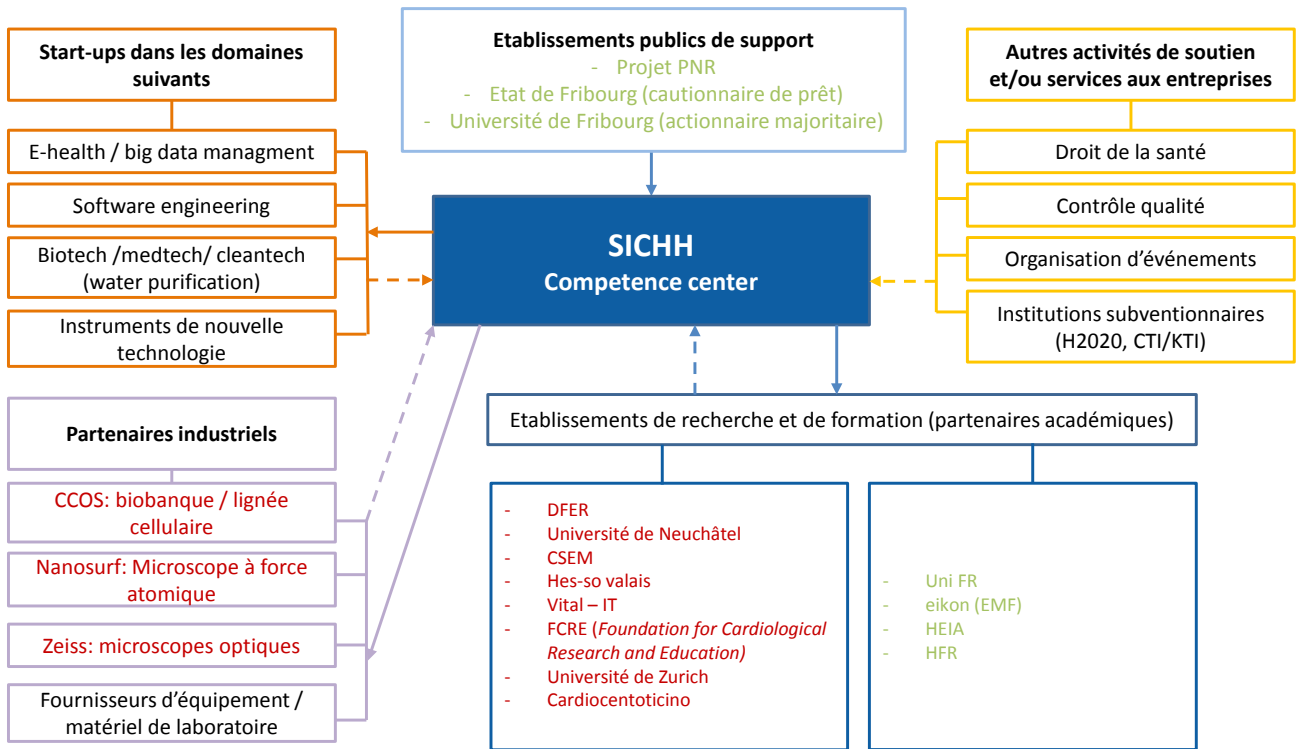 Start-ups dans les domaines
suivants
E-health / big data managment
Software engineering
Biotech /medtech/ cleantech
(water purification)
Instruments de nouvelle
technologie
Etablissements publics de support
- Projet PNR
- Etat de Fribourg (cautionnaire de prêt)
- Université de Fribourg (actionnaire majoritaire)
SICHH
Competence center
Autres activités de soutien
et/ou services aux entreprises
Droit de la santé
Contrôle qualité
Organisation d'événements
Institutions subventionnaires
(H2020, CTI/KTI)
Partenaires industriels
CCOS: biobanque / lignée
cellulaire
Nanosurf: Microscope à force
atomique
Zeiss: microscopes optiques
Fournisseurs d'équipement /
matériel de laboratoire
Etablissements de recherche et de formation (partenaires académiques)
- DFER
- Université de Neuchâtel
- CSEM
- Hes-so valais
- Vital – IT
- FCRE (Foundation for Cardiological
Research and Education)
- Université de Zurich
- Cardiocentoticino
- Uni FR
- eikon (EMF)
- HEIA
- HFR